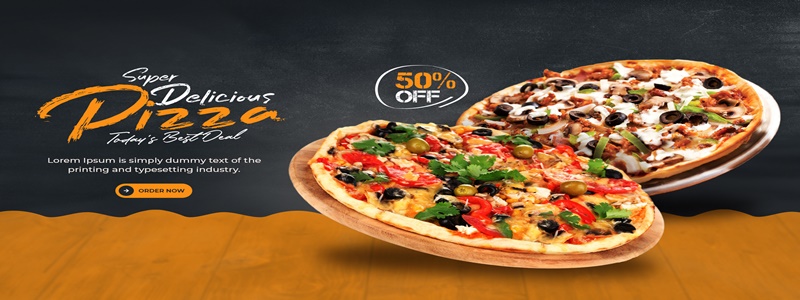 Super
Delicious
Pizza
Today's Best Deal
Lorem Ipsum is simply dummy text of the
printing and typesetting industry.
ORDER NOW
50%
OFF